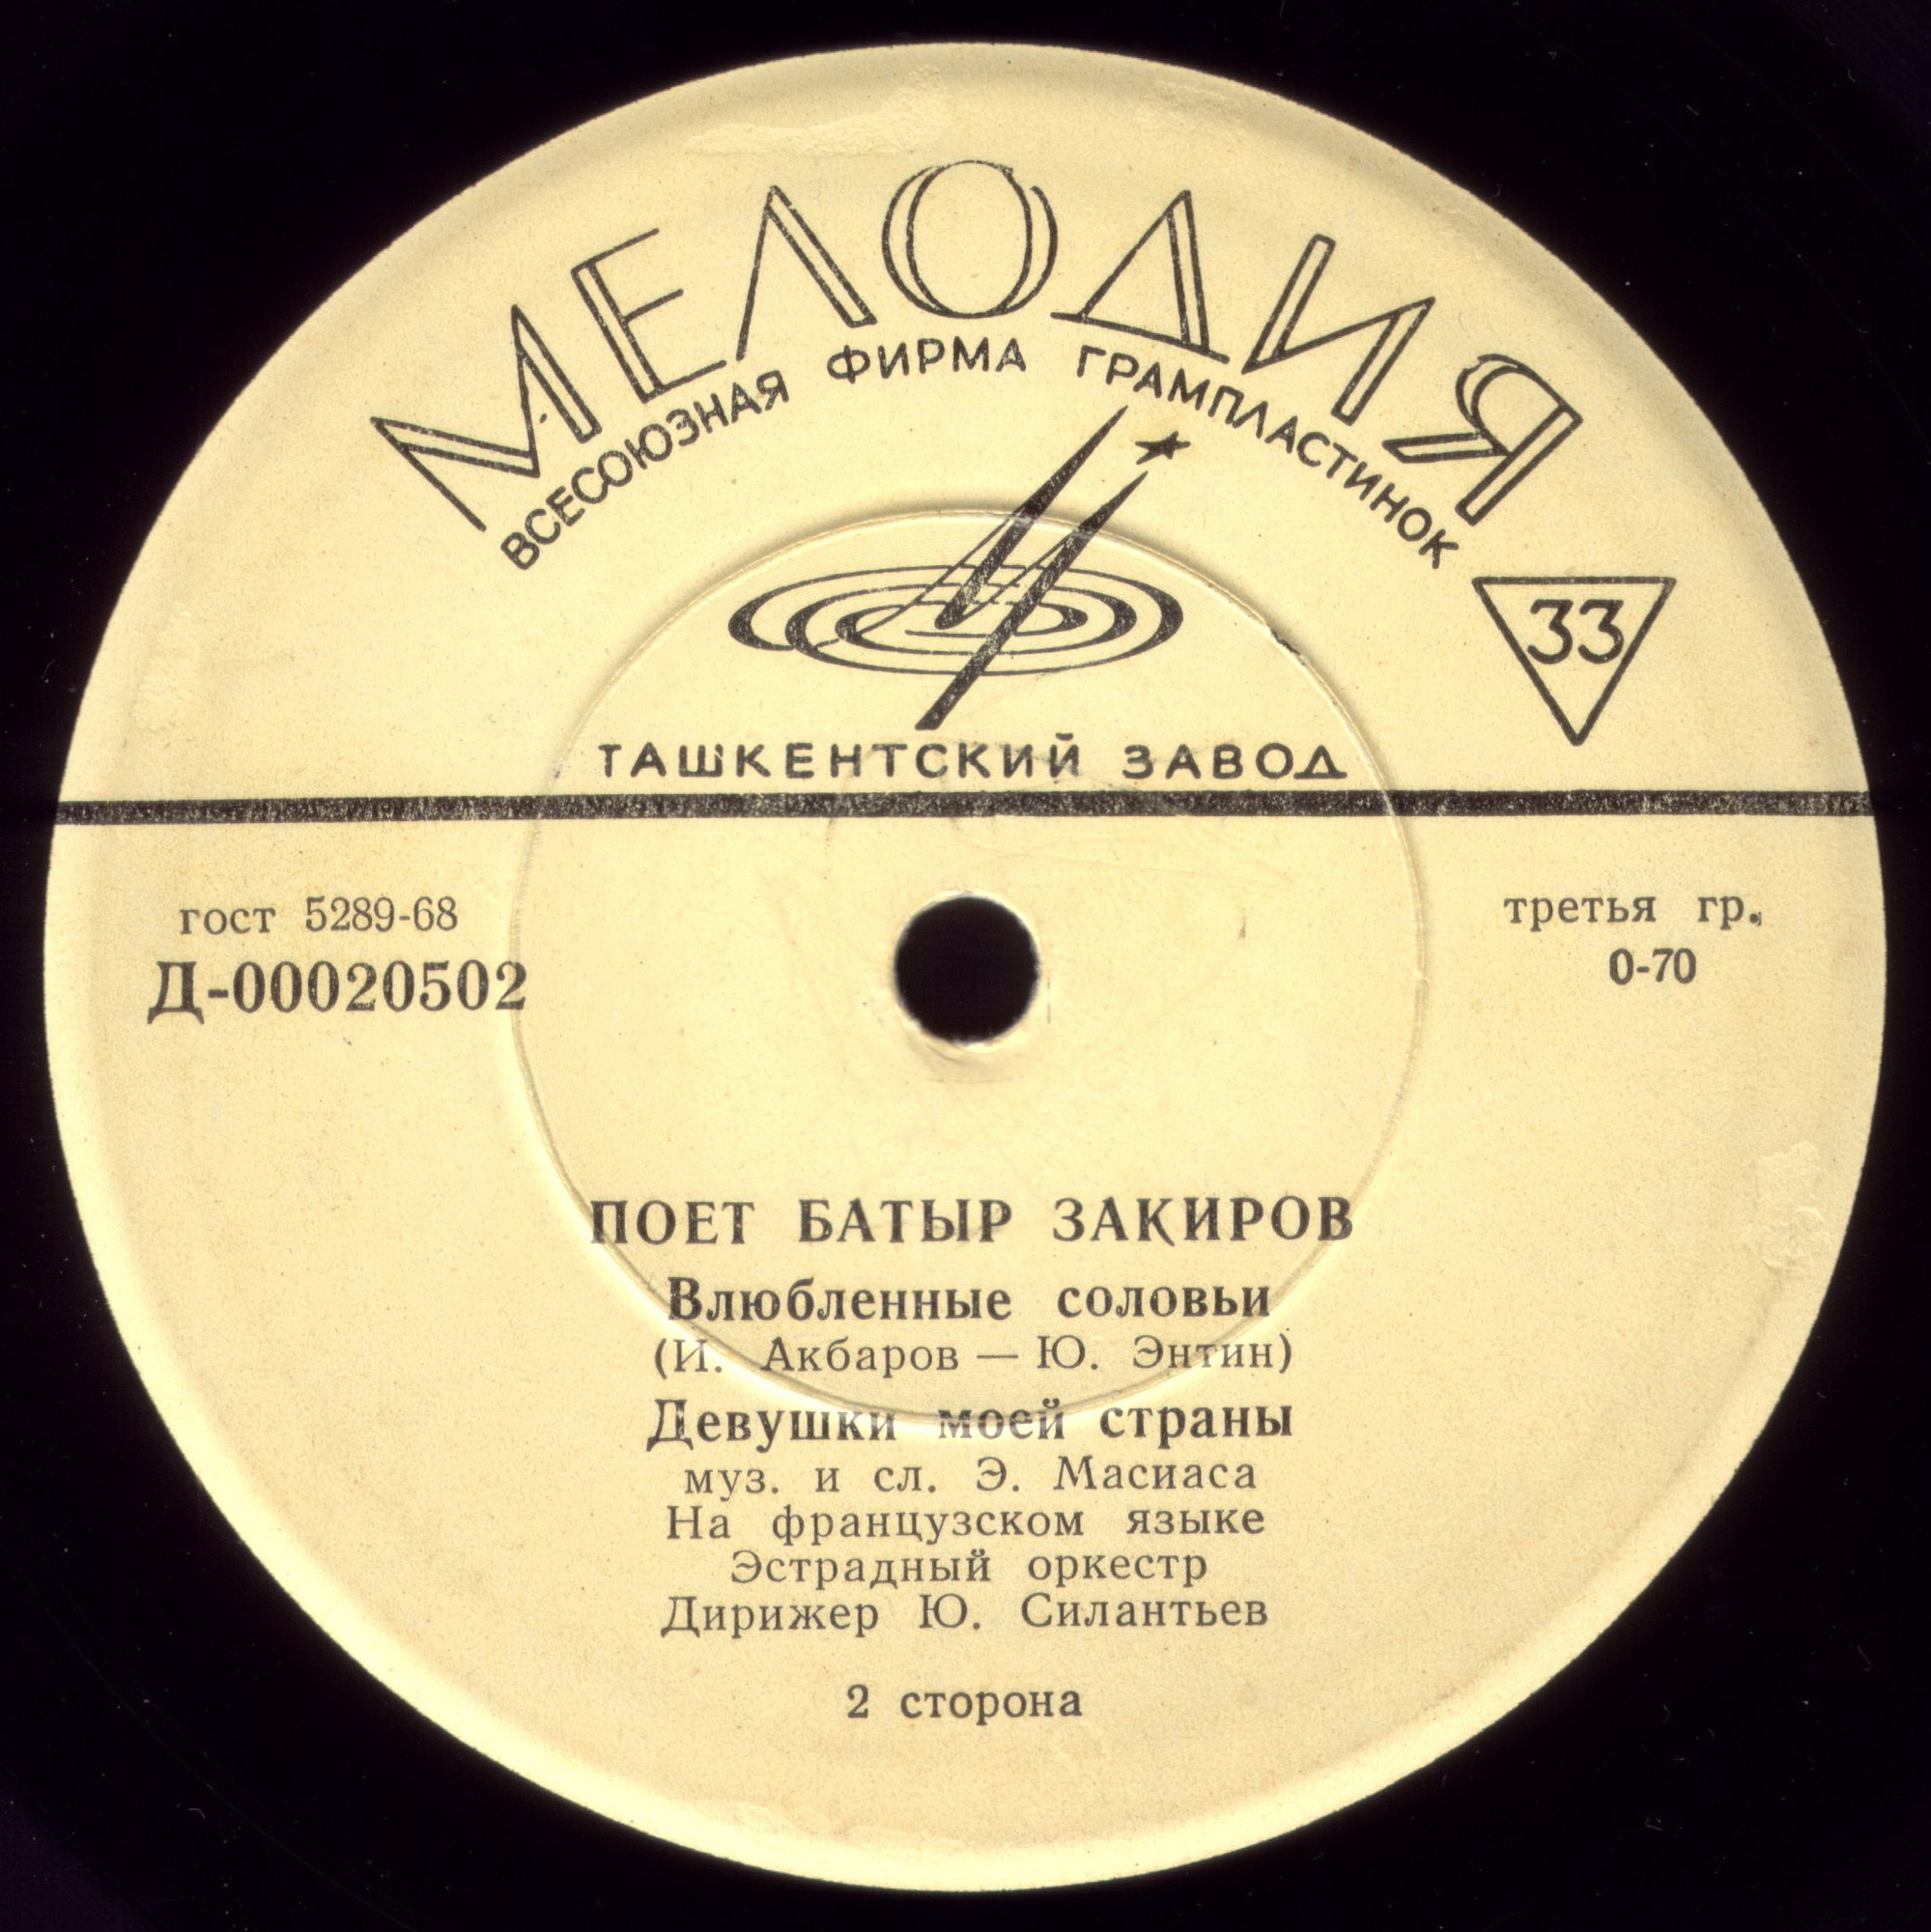 МЕЛОДИЯ
ВСЕСОЮЗНАЯ ФИРМА ГРАМПЛАСТИНОК
33
ТАШКЕНТСКИЙ ЗАВОД
гост 5289-68
Д-00020502
третья гр.
0-70
ПОЕТ БАТЫР ЗАКИРОВ
Влюбленные соловьи
(И. Акбаров — Ю. Энтин)
Девушки моей страны
муз. и сл. Э. Масиаса
На французском языке
Эстрадный оркестр
Дирижер Ю. Силантьев
2 сторона